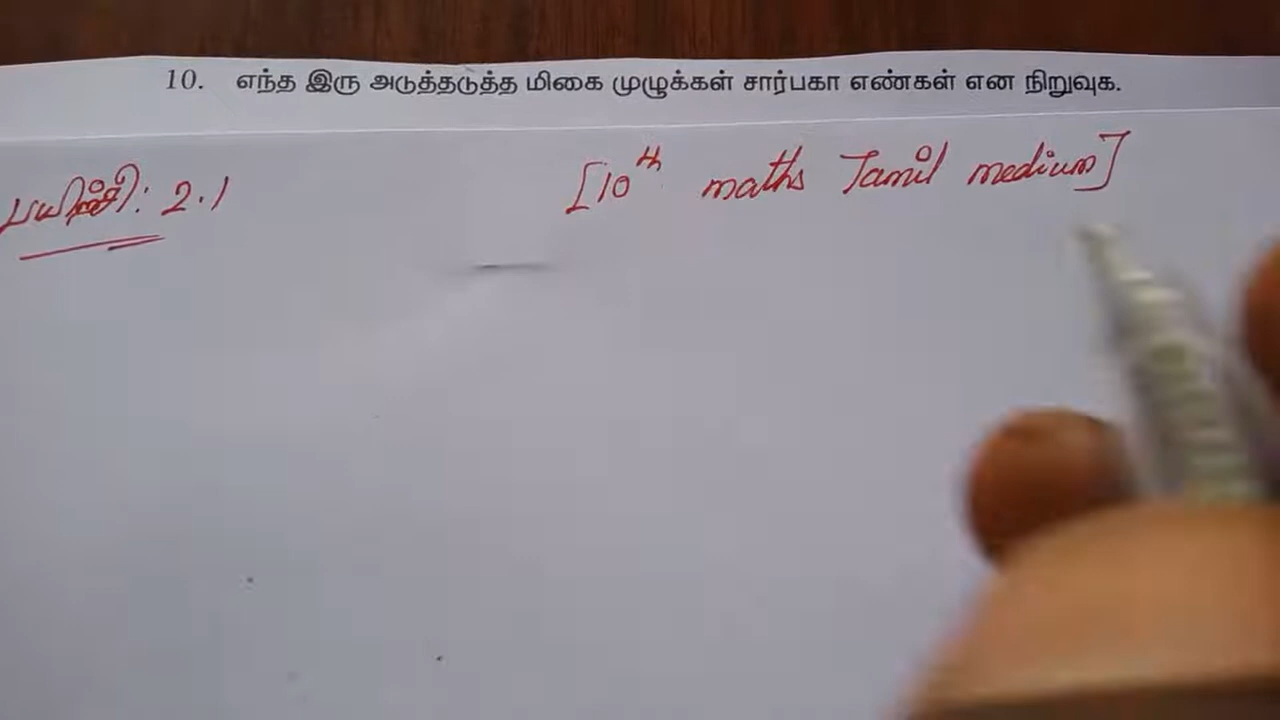 10. எந்த இரு அடுத்தடுத்த மிகை முழுக்கள் சார்பகா எண்கள் என நிறுவுக.
[10th maths Tamil medium]
பயிற்சி: 2.1